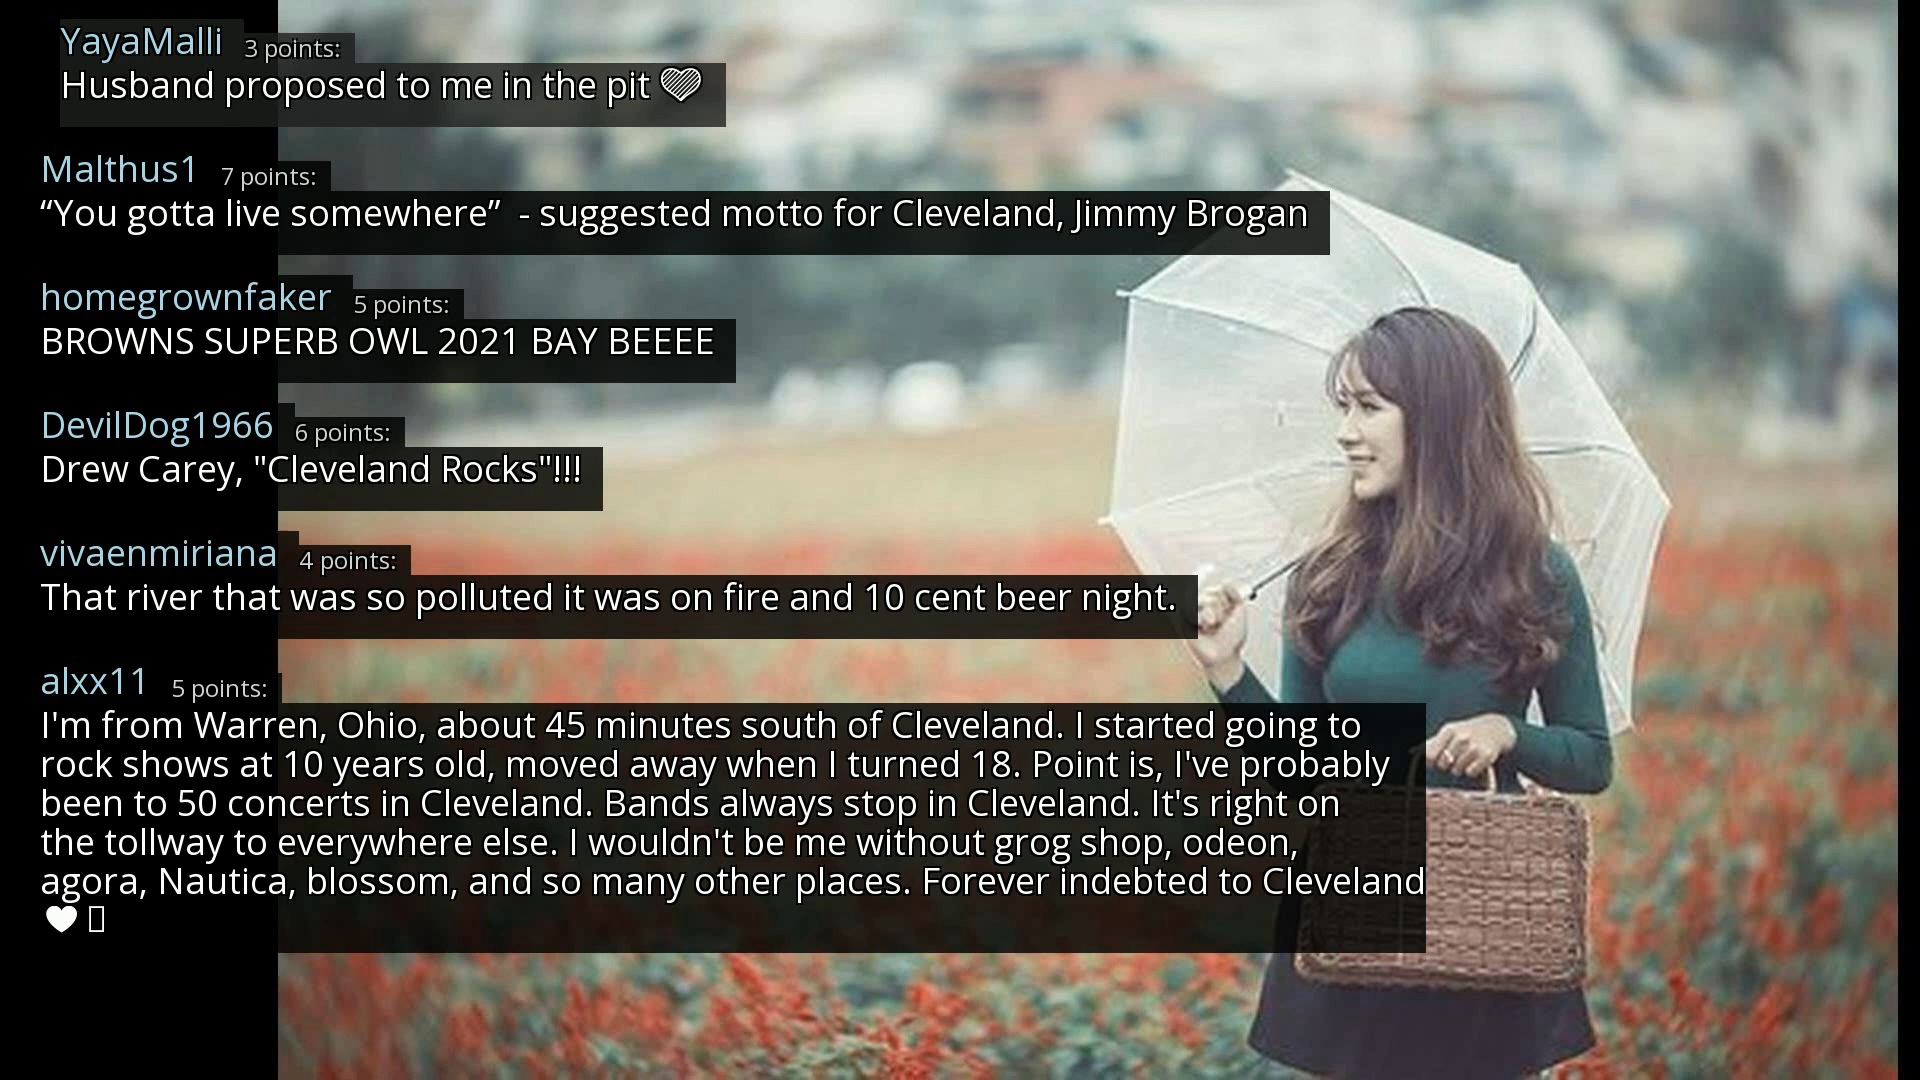 YayaMalli 3 points:
Husband proposed to me in the pit 💜
Malthus1 7 points:
“You gotta live somewhere”  - suggested motto for Cleveland, Jimmy Brogan
homegrownfaker 5 points:
BROWNS SUPERB OWL 2021 BAY BEEEE
DevilDog1966 6 points:
Drew Carey, "Cleveland Rocks"!!!
vivaenmiriana 4 points:
That river that was so polluted it was on fire and 10 cent beer night.
alxx11 5 points:
I'm from Warren, Ohio, about 45 minutes south of Cleveland. I started going to
rock shows at 10 years old, moved away when I turned 18. Point is, I've probably
been to 50 concerts in Cleveland. Bands always stop in Cleveland. It's right on
the tollway to everywhere else. I wouldn't be me without grog shop, odeon,
agora, Nautica, blossom, and so many other places. Forever indebted to Cleveland
♥